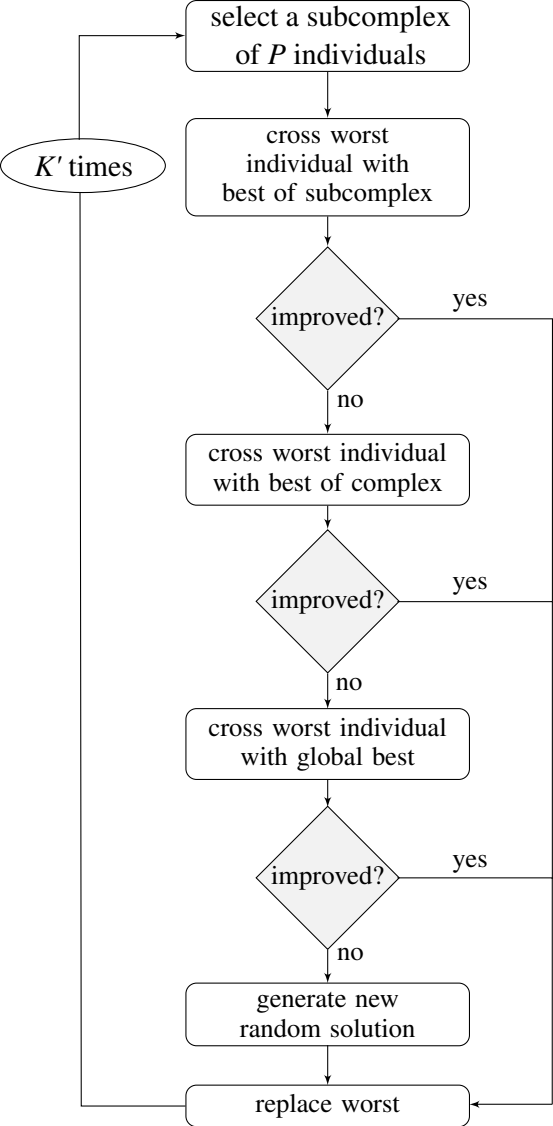 select a subcomplex
of P individuals
K' times
cross worst
individual with
best of subcomplex
improved?
yes
no
cross worst individual
with best of complex
improved?
yes
no
cross worst individual
with global best
improved?
yes
no
generate new
random solution
replace worst